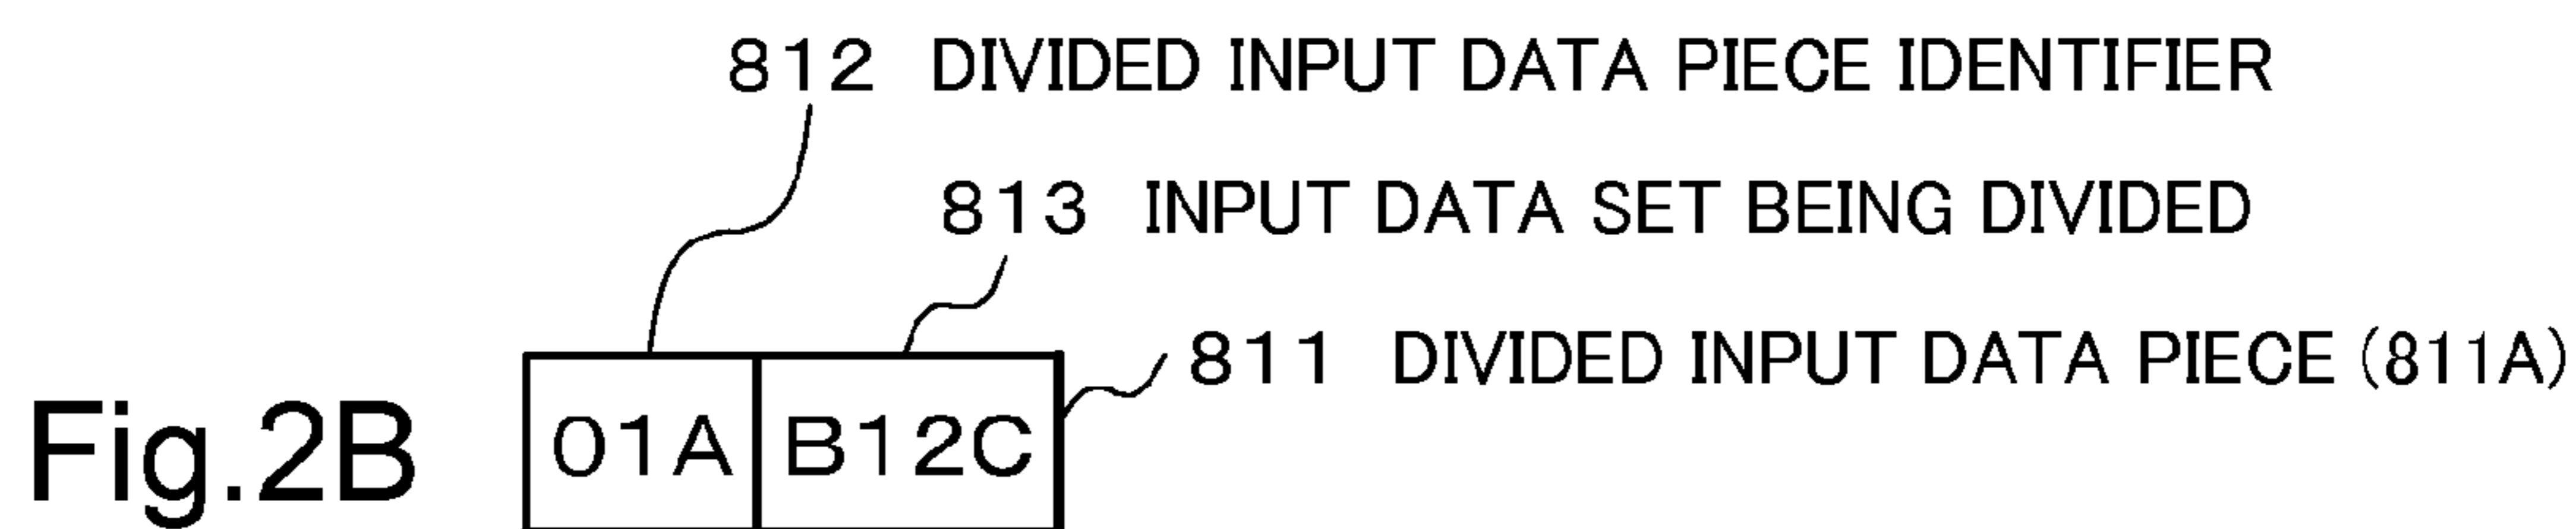 812 DIVIDED INPUT DATA PIECE IDENTIFIER
813 INPUT DATA SET BEING DIVIDED
811 DIVIDED INPUT DATA PIECE (811A)
Fig.2B 01A B12C